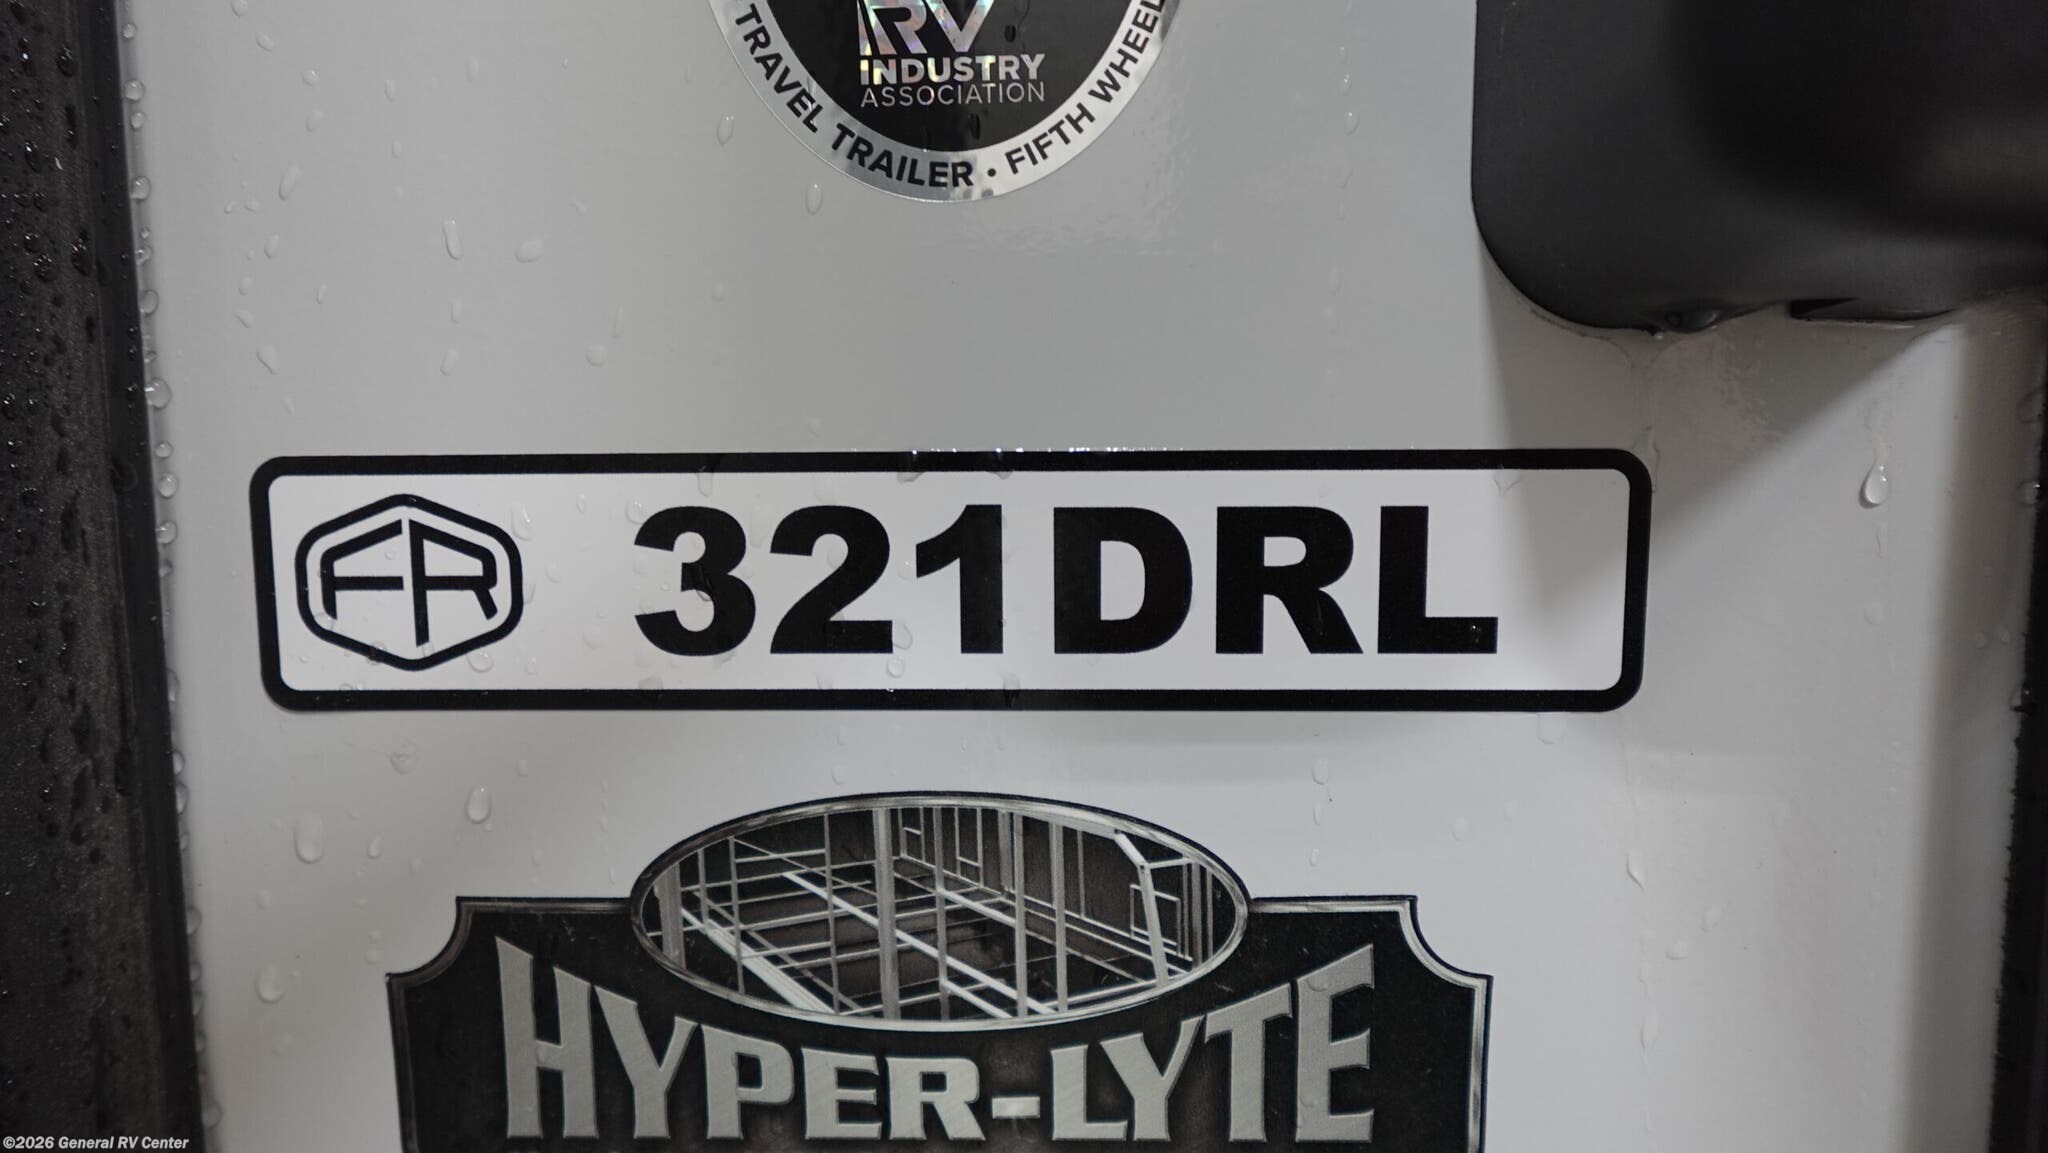 RV
INDUSTRY
ASSOCIATION
TRAVEL TRAILER • FIFTH WHEEL
FR 321DRL
HYPER-LYTE
©2026 General RV Center